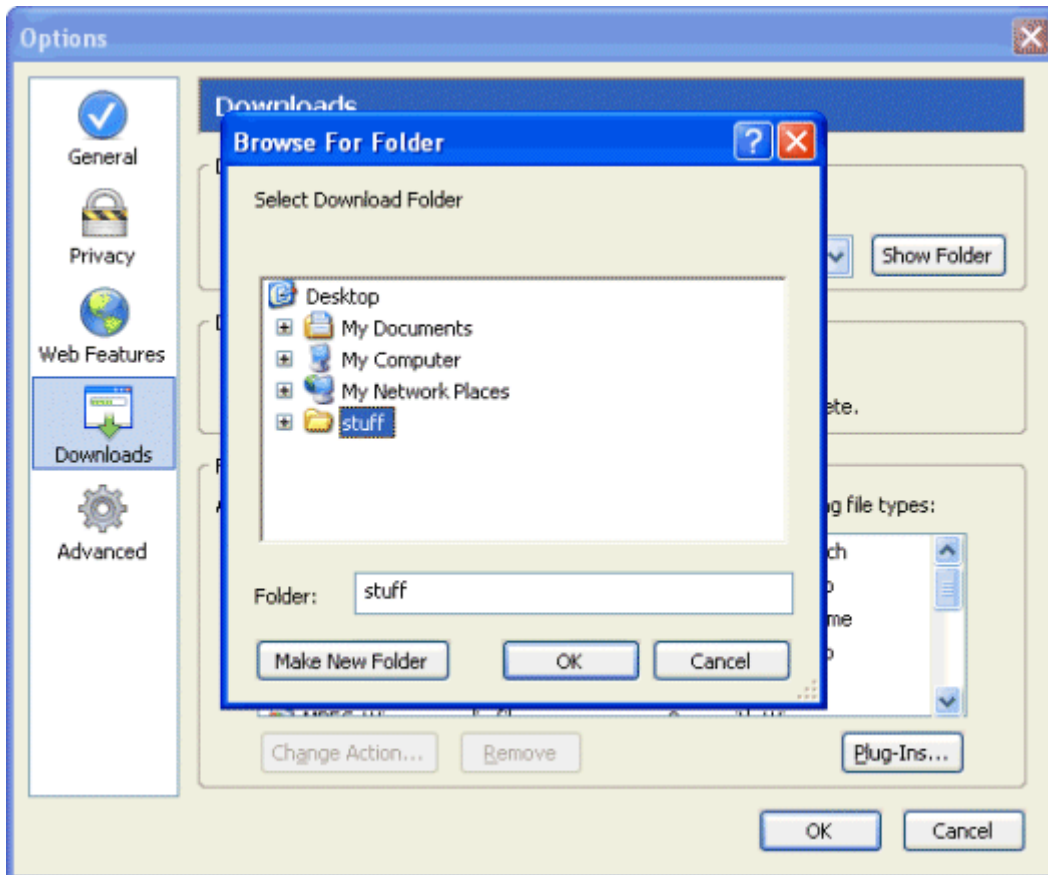 Options
Downloads
General
Privacy
Web Features
Downloads
Advanced
Browse For Folder
Select Download Folder
Show Folder
Desktop
My Documents
My Computer
My Network Places
stuff
Folder:
stuff
Make New Folder
OK
Cancel
file types:
Change Action...
Remove
Plug-Ins...
OK
Cancel